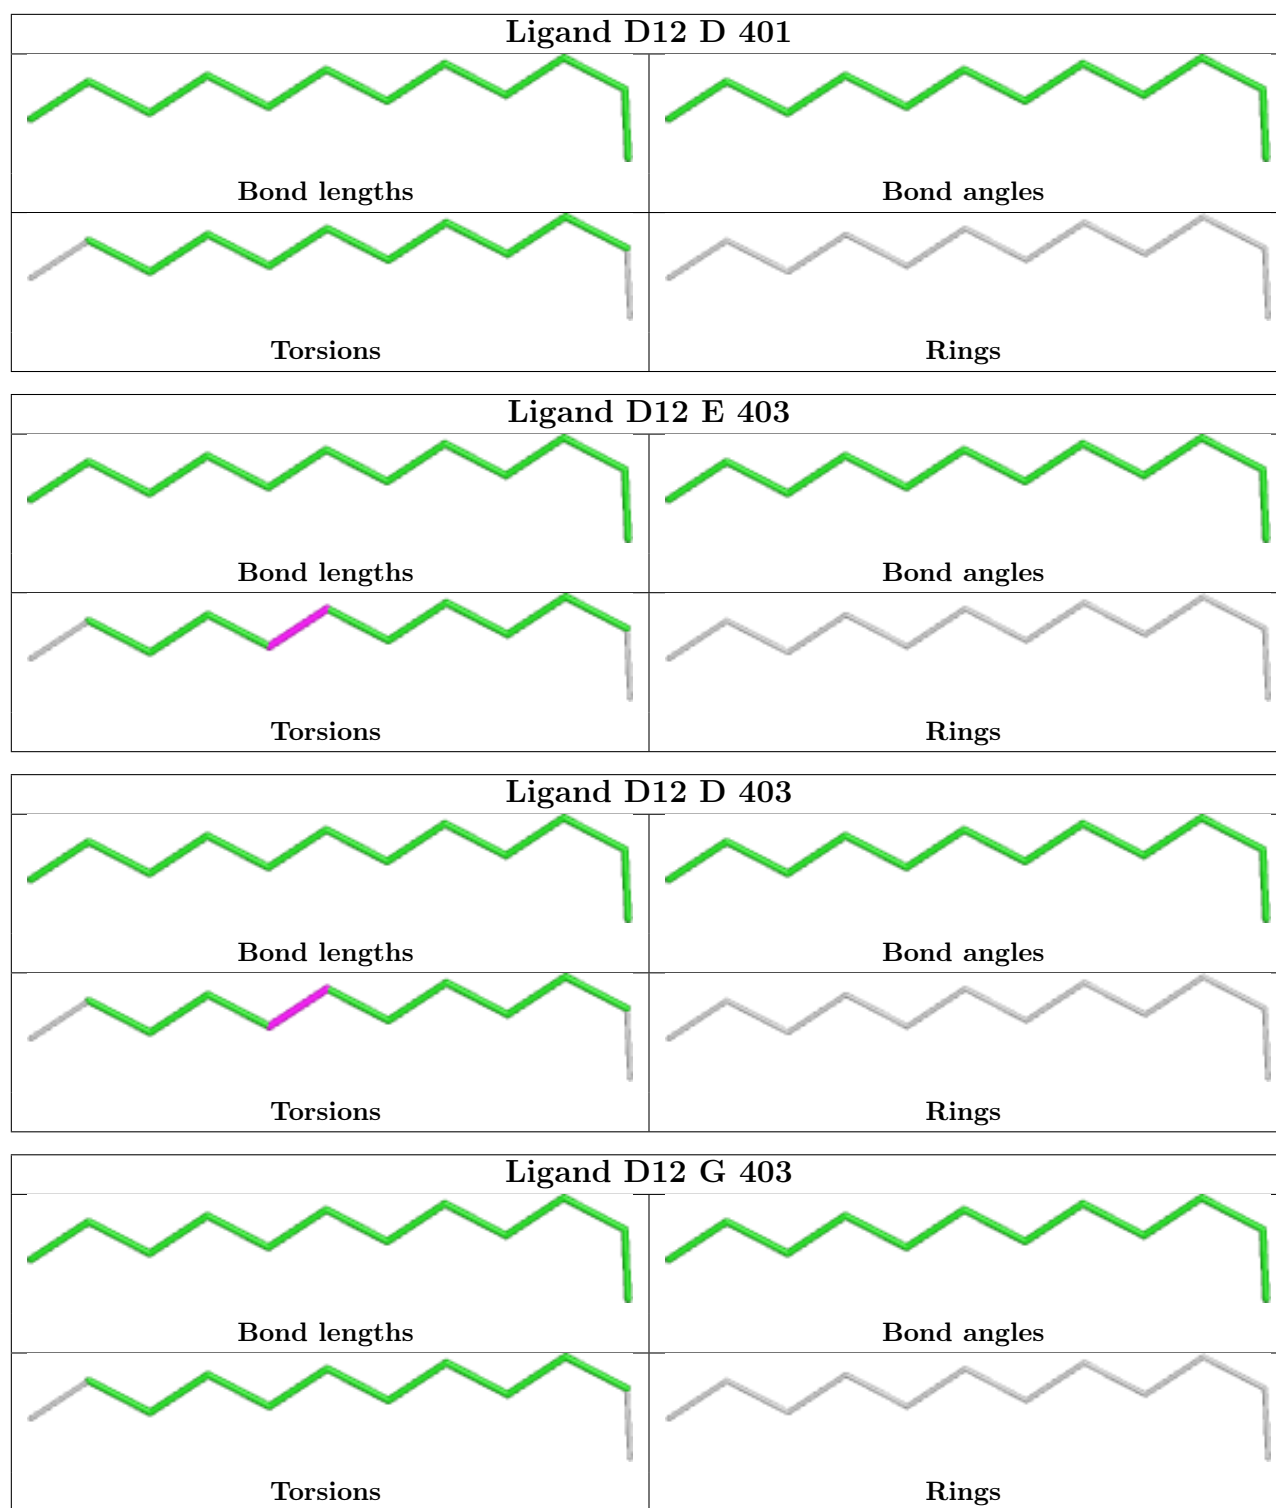 Ligand D12 D 401
Bond lengths
Bond angles
Torsions
Rings
Ligand D12 E 403
Bond lengths
Bond angles
Torsions
Rings
Ligand D12 D 403
Bond lengths
Bond angles
Torsions
Rings
Ligand D12 G 403
Bond lengths
Bond angles
Torsions
Rings